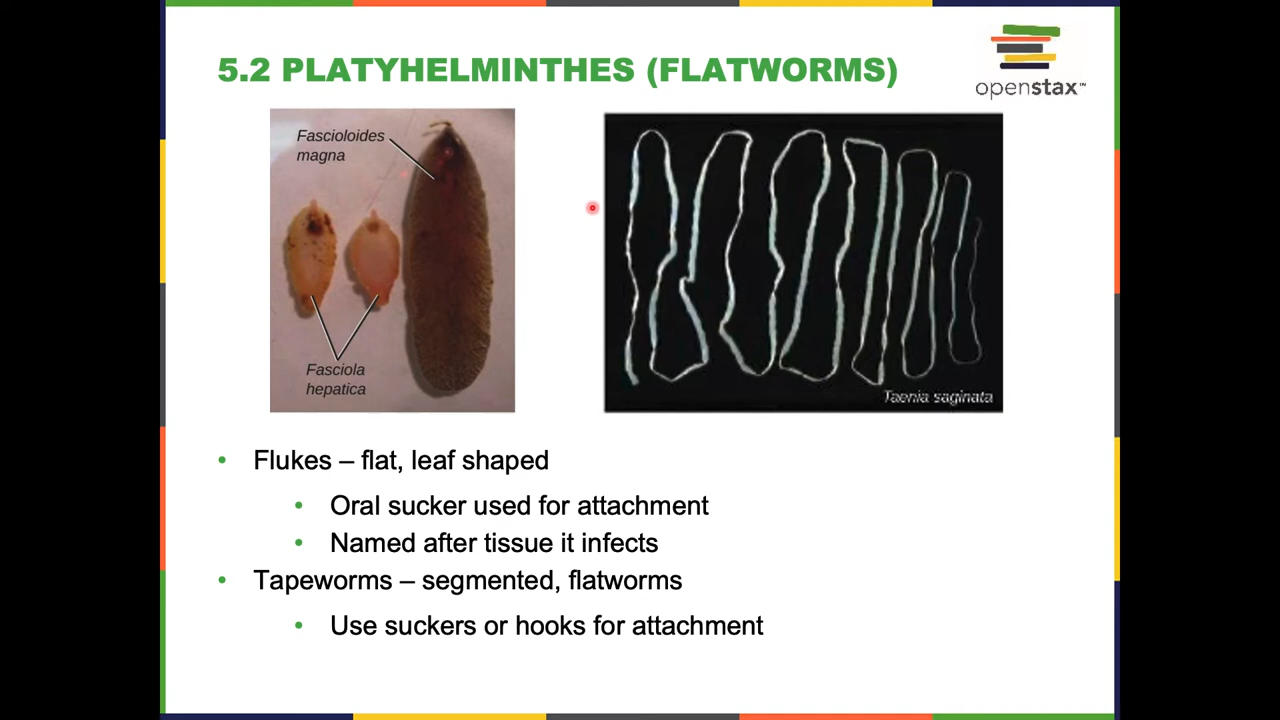 5.2 PLATYHELMINTHES (FLATWORMS)
openstax™
Fascioloides
magna
Fasciola
hepatica
Taenia saginata
• Flukes – flat, leaf shaped
• Oral sucker used for attachment
• Named after tissue it infects
• Tapeworms – segmented, flatworms
• Use suckers or hooks for attachment